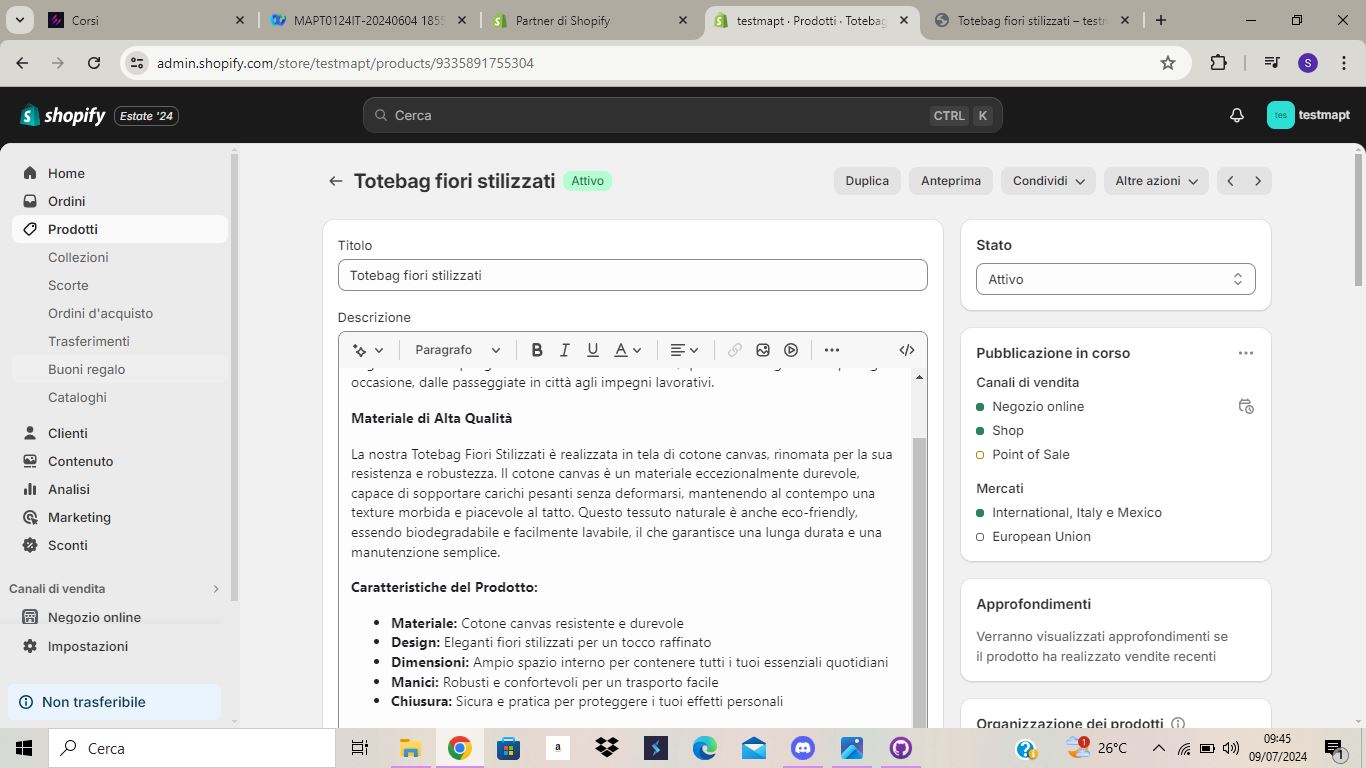 Corsi
MAPT0124IT-20240604 1855
Partner di Shopify
testmapt · Prodotti · Totebag
Totebag fiori stilizzati – testm
admin.shopify.com/store/testmapt/products/9335891755304
S
shopify
Estate '24
Cerca
CTRL K
tes
testmapt
Home
Ordini
Prodotti
Collezioni
Scorte
Ordini d'acquisto
Trasferimenti
Buoni regalo
Cataloghi
Clienti
Contenuto
Analisi
Marketing
Sconti
Canali di vendita
Negozio online
Impostazioni
Non trasferibile
Totebag fiori stilizzati
Attivo
Duplica
Anteprima
Condividi
Altre azioni
Titolo
Totebag fiori stilizzati
Descrizione
Paragrafo
B I U A
occasione, dalle passeggiate in città agli impegni lavorativi.
Materiale di Alta Qualità
La nostra Totebag Fiori Stilizzati è realizzata in tela di cotone canvas, rinomata per la sua
resistenza e robustezza. Il cotone canvas è un materiale eccezionalmente durevole,
capace di sopportare carichi pesanti senza deformarsi, mantenendo al contempo una
texture morbida e piacevole al tatto. Questo tessuto naturale è anche eco-friendly,
essendo biodegradabile e facilmente lavabile, il che garantisce una lunga durata e una
manutenzione semplice.
Caratteristiche del Prodotto:
• Materiale: Cotone canvas resistente e durevole
• Design: Eleganti fiori stilizzati per un tocco raffinato
• Dimensioni: Ampio spazio interno per contenere tutti i tuoi essenziali quotidiani
• Manici: Robusti e confortevoli per un trasporto facile
• Chiusura: Sicura e pratica per proteggere i tuoi effetti personali
Stato
Attivo
Pubblicazione in corso
Canali di vendita
Negozio online
Shop
Point of Sale
Mercati
International, Italy e Mexico
European Union
Approfondimenti
Verranno visualizzati approfondimenti se
il prodotto ha realizzato vendite recenti
Organizzazione dei prodotti
Cerca
a
1
26°C
09:45
09/07/2024
1